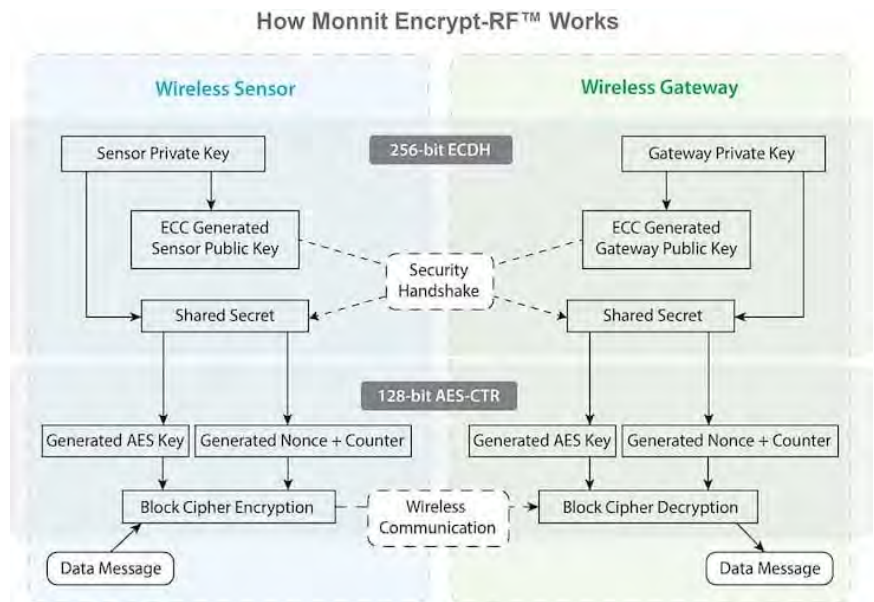 How Monnit Encrypt-RF™ Works
Wireless Sensor
Wireless Gateway
Sensor Private Key
256-bit ECDH
Gateway Private Key
ECC Generated
Sensor Public Key
ECC Generated
Gateway Public Key
Security
Handshake
Shared Secret
Shared Secret
128-bit AES-CTR
Generated AES Key
Generated Nonce + Counter
Generated AES Key
Generated Nonce + Counter
Block Cipher Encryption
Wireless
Communication
Block Cipher Decryption
Data Message
Data Message